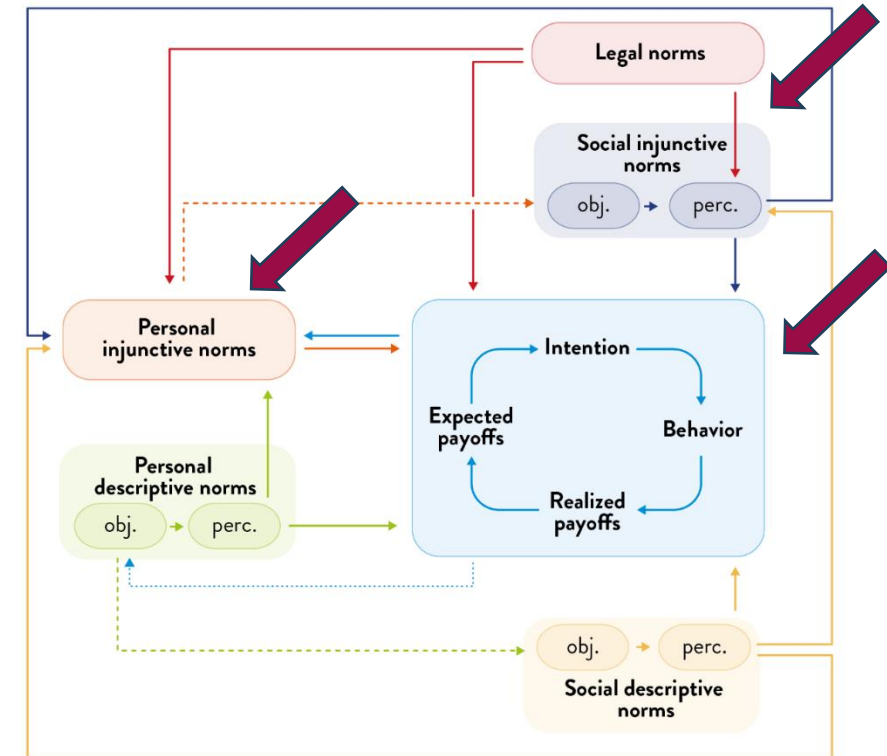 Legal norms
Social injunctive
norms
obj.
perc.
Personal
injunctive norms
Intention
Expected
payoffs
Behavior
Realized
payoffs
Personal
descriptive norms
obj.
perc.
obj.
perc.
Social descriptive
norms